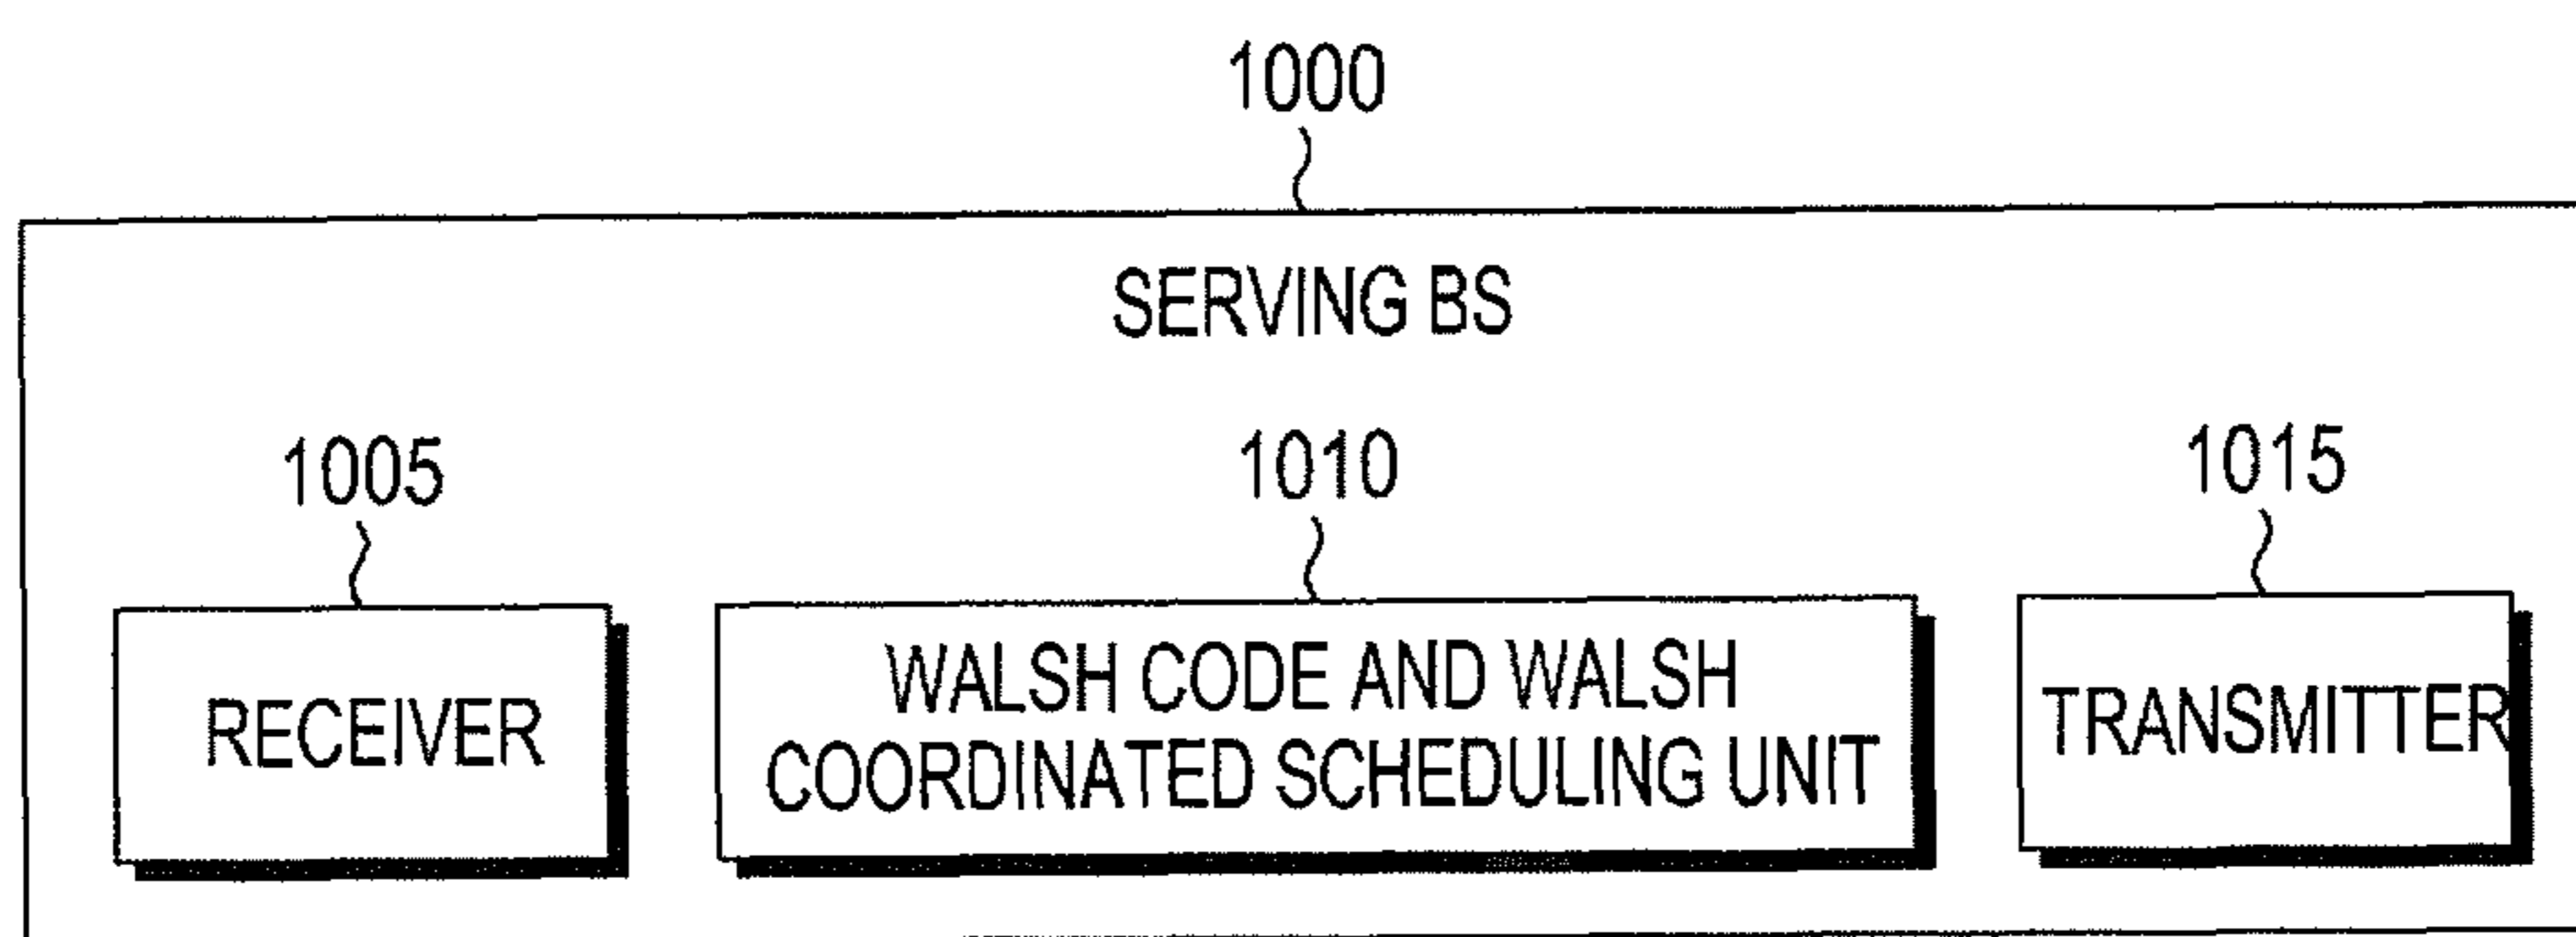 1000
SERVING BS
1005
1010
1015
RECEIVER
WALSH CODE AND WALSH
COORDINATED SCHEDULING UNIT
TRANSMITTER